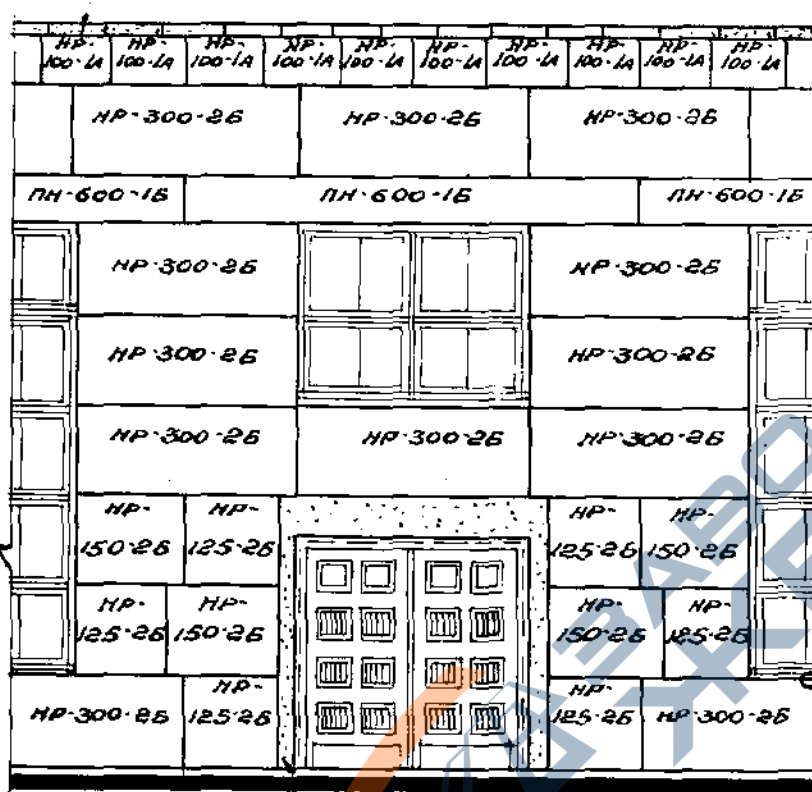 НР- НР- НР- НР- НР- НР- НР- НР- НР- НР-
100-1А 100-1А 100-1А 100-1А 100-1А 100-1А 100-1А 100-1А 100-1А 100-1А
НР-300-2Б НР-300-2Б НР-300-2Б
ПН-600-1Б ПН-600-1Б ПН-600-1Б
НР-300-2Б НР-300-2Б
НР-300-2Б НР-300-2Б
НР-300-2Б НР-300-2Б НР-300-2Б
НР- НР- НР- НР-
150-2Б 125-2Б 125-2Б 150-2Б
НР- НР- НР- НР-
125-2Б 150-2Б 150-2Б 125-2Б
НР- НР-
НР-300-2Б 125-2Б 125-2Б НР-300-2Б
ЗАВО